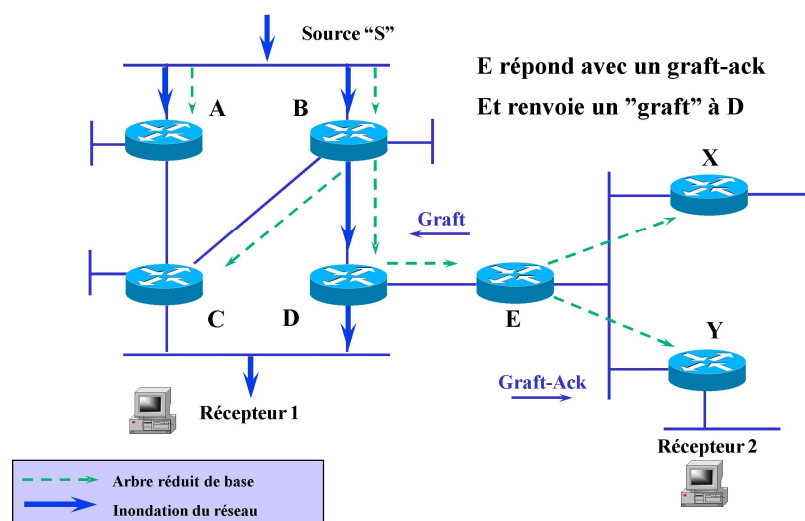 Source “S”
E répond avec un graft-ack
Et renvoie un ”graft” à D
A
B
X
Graft
C
D
E
Y
Graft-Ack
Récepteur 1
Récepteur 2
Arbre réduit de base
Inondation du réseau